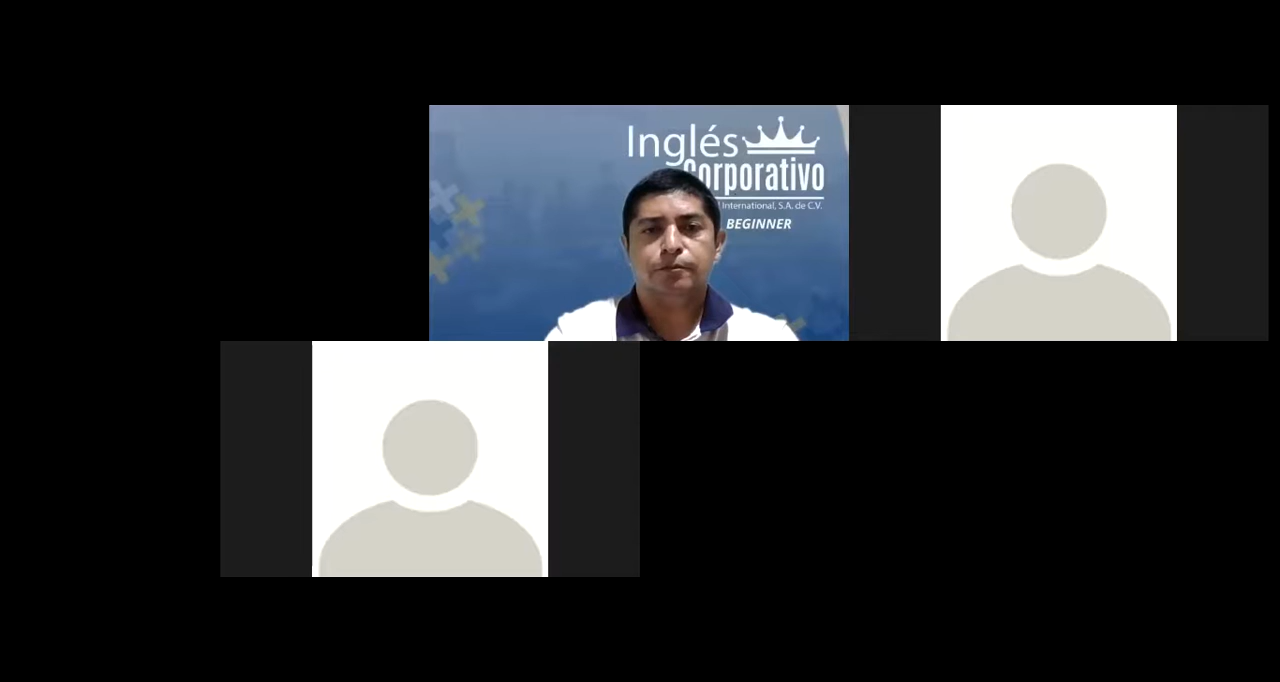 Inglés
Corporativo
International, S.A. de C.V.
BEGINNER